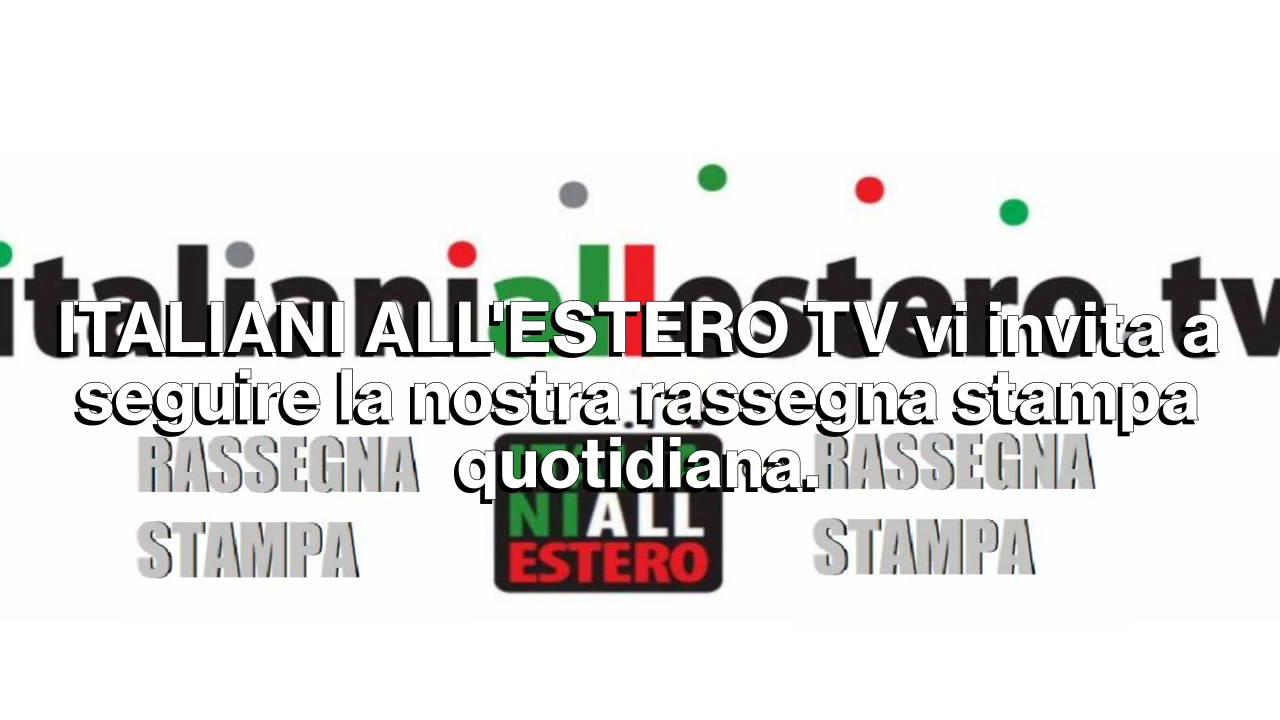 italianiallestero.tv
ITALIANI ALL'ESTERO TV vi invita a
seguire la nostra rassegna stampa
quotidiana.
RASSEGNA
STAMPA
ITALIA
NI ALL
ESTERO
RASSEGNA
STAMPA